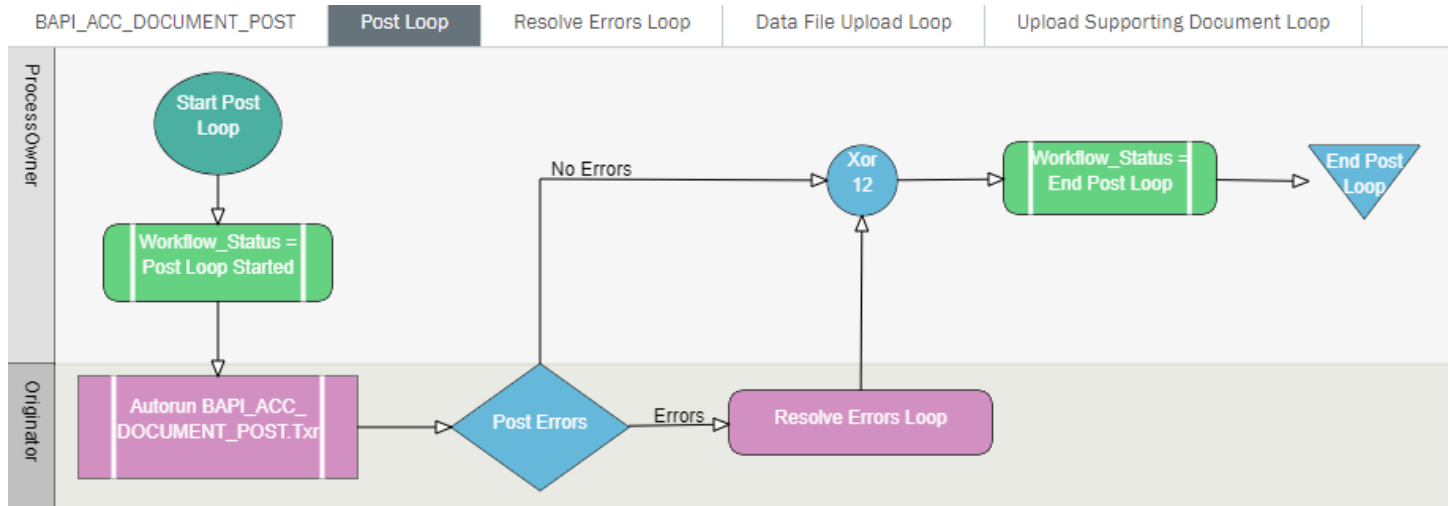 BAPI_ACC_DOCUMENT_POST
Post Loop
Resolve Errors Loop
Data File Upload Loop
Upload Supporting Document Loop
ProcessOwner
Start Post
Loop
Workflow_Status =
Post Loop Started
No Errors
Xor
12
Workflow_Status =
End Post Loop
End Post
Loop
Originator
Autorun BAPI_ACC_
DOCUMENT_POST.Txr
Post Errors
Errors
Resolve Errors Loop